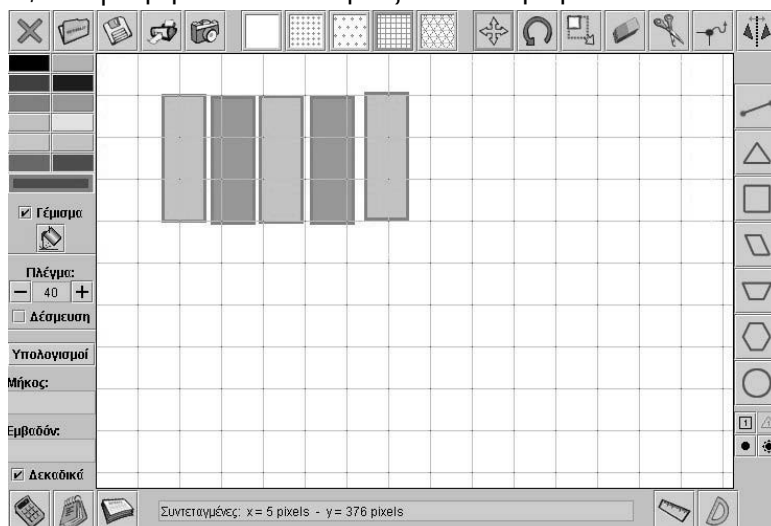 Γέμισμα
Πλέγμα:
40
Δέσμευση
Υπολογισμοί
Μήκος:
Εμβαδόν:
Δεκαδικά
Συντεταγμένες: x = 5 pixels - y = 376 pixels